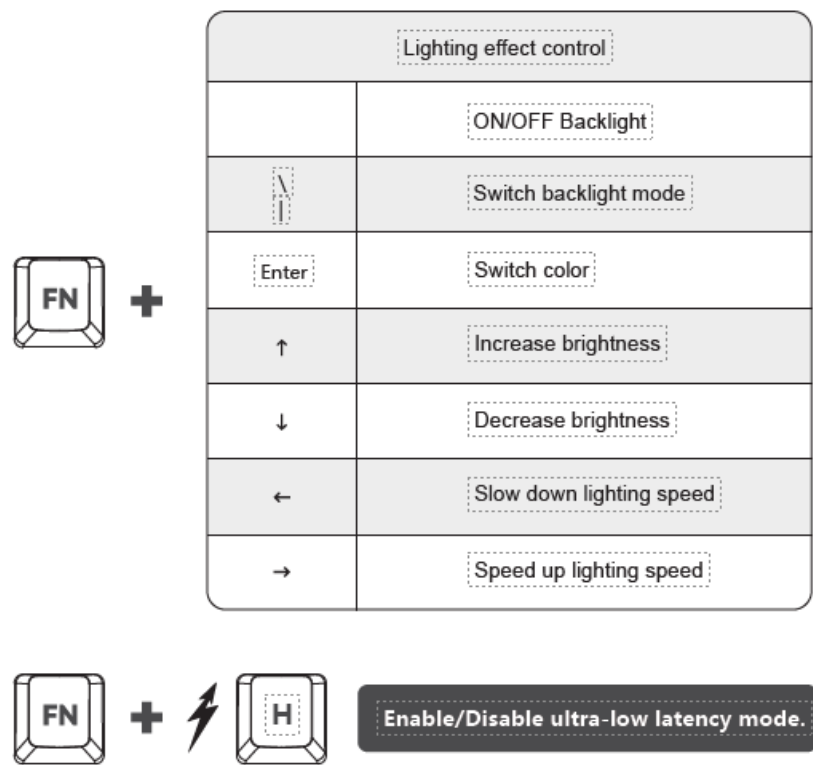 Lighting effect control
ON/OFF Backlight
\
| Switch backlight mode
Enter Switch color
↑ Increase brightness
FN +
↓ Decrease brightness
← Slow down lighting speed
→ Speed up lighting speed
FN + H Enable/Disable ultra-low latency mode.